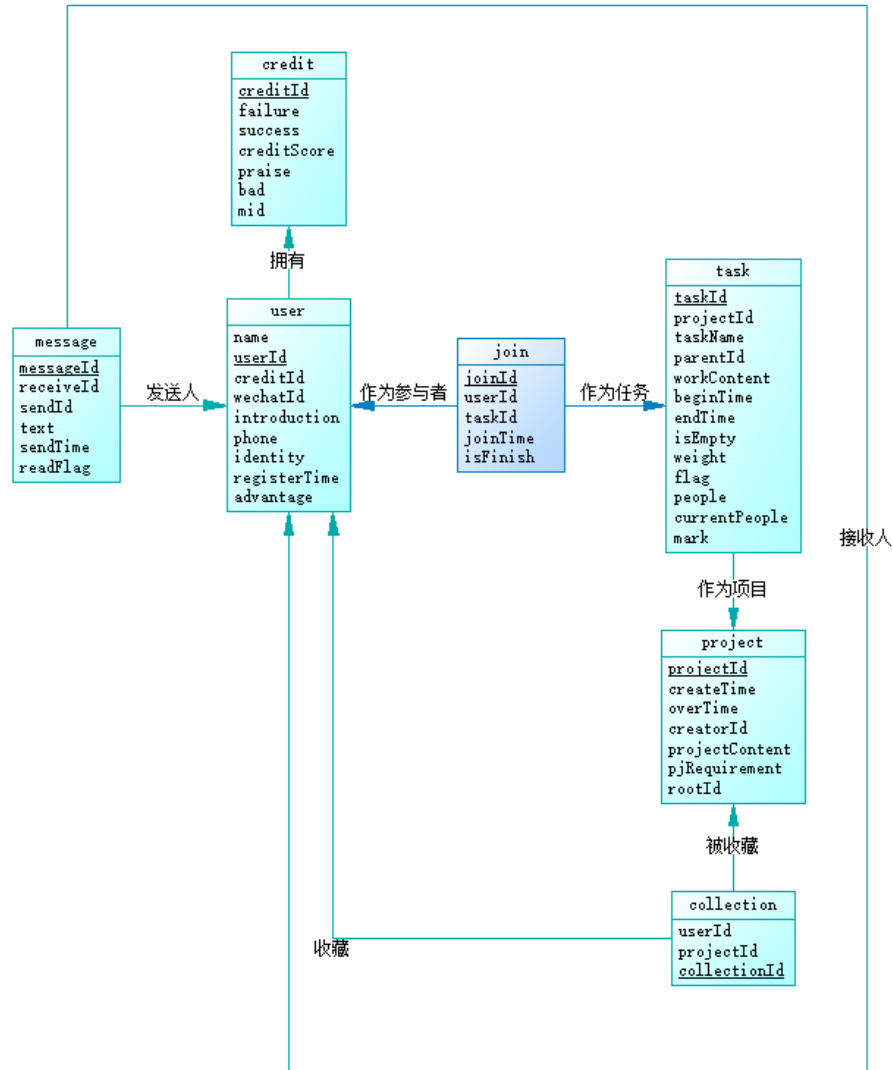 credit
creditId
failure
success
creditScore
praise
bad
mid
拥有
user
name
userId
creditId
wechatId
introduction
phone
identity
registerTime
advantage
message
messageId
receiveId
sendId
text
sendTime
readFlag
发送人
作为参与者
join
joinId
userId
taskId
joinTime
isFinish
作为任务
task
taskId
projectId
taskName
parentId
workContent
beginTime
endTime
isEmpty
weight
flag
people
currentPeople
mark
接收人
作为项目
project
projectId
createTime
overTime
creatorId
projectContent
pjRequirement
rootId
被收藏
collection
userId
projectId
collectionId
收藏